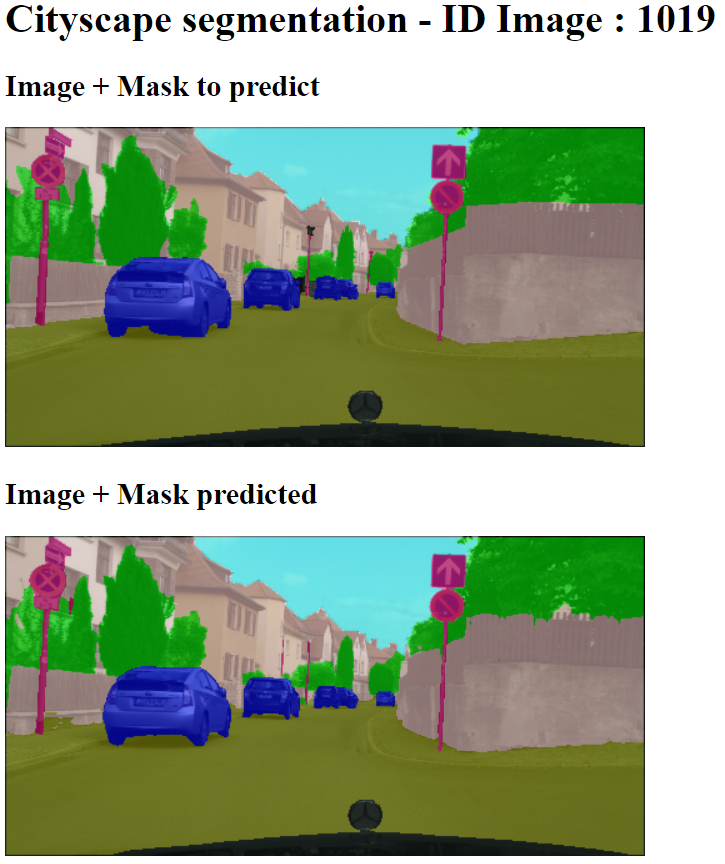 Cityscape segmentation - ID Image : 1019
Image + Mask to predict
Image + Mask predicted